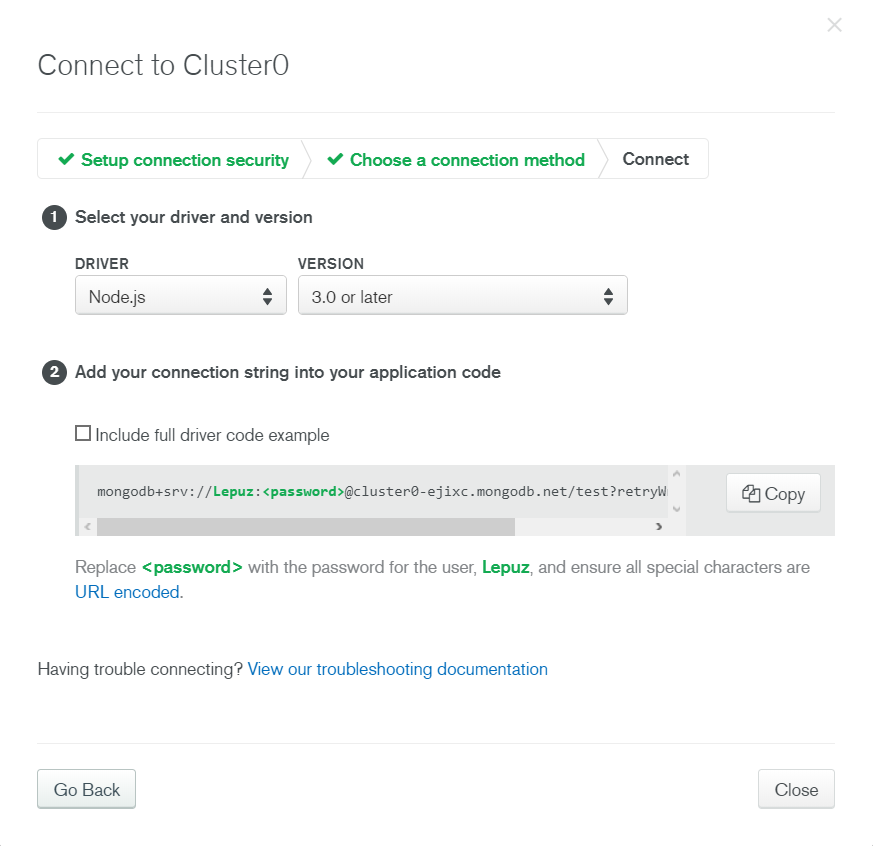 Connect to Cluster0
Setup connection security
Choose a connection method
Connect
1 Select your driver and version
DRIVER
VERSION
Node.js
3.0 or later
2 Add your connection string into your application code
Include full driver code example
mongodb+srv://Lepuz:<password>@cluster0-ejixc.mongodb.net/test?retryW
Copy
Replace <password> with the password for the user, Lepuz, and ensure all special characters are
URL encoded.
Having trouble connecting? View our troubleshooting documentation
Go Back
Close